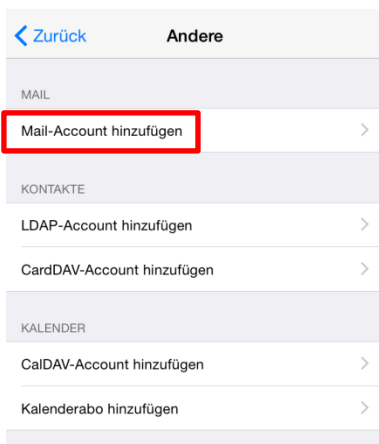 Zurück Andere
MAIL
Mail-Account hinzufügen
KONTAKTE
LDAP-Account hinzufügen
CardDAV-Account hinzufügen
KALENDER
CalDAV-Account hinzufügen
Kalenderabo hinzufügen